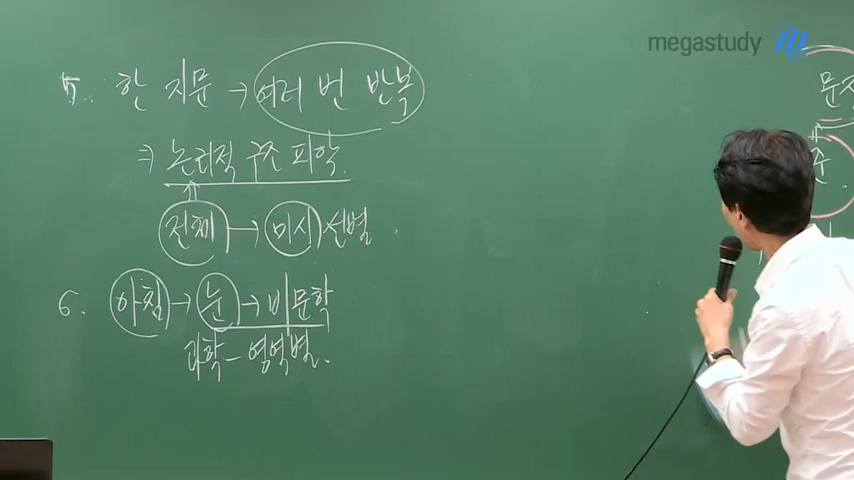 megastudy
5. 한 지문 → 여러 번 반복
⇒ 논리적 구조 파악.
전체 → 미시 선별.
6. 아침 → 눈 → 비문학
과학 - 영역별.